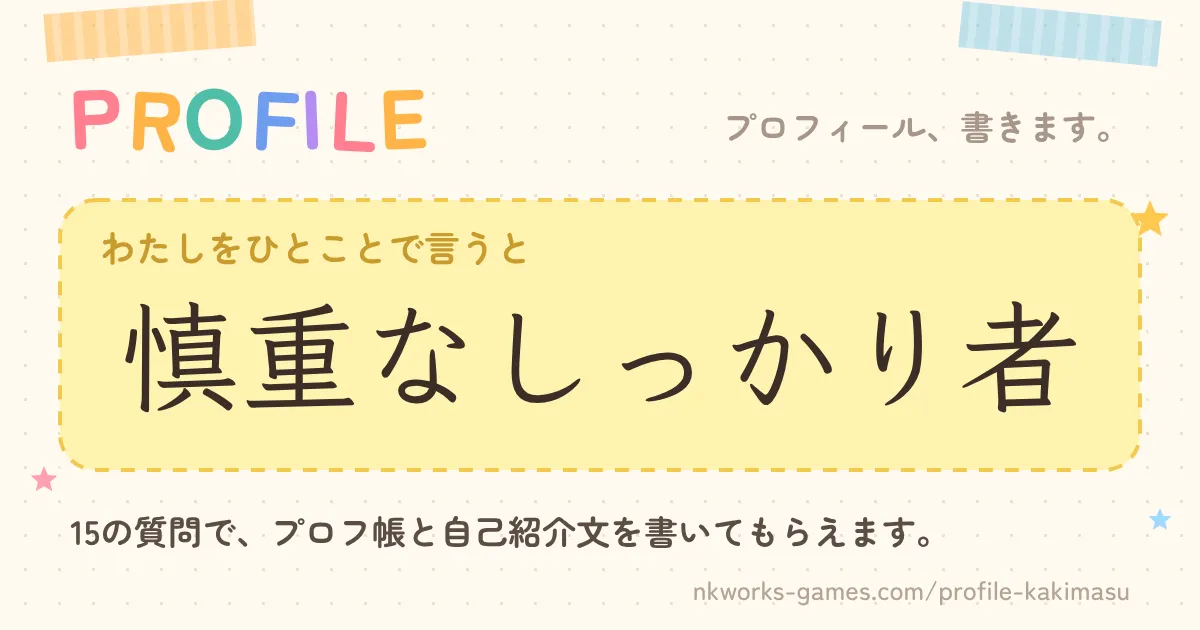 PROFILE
プロフィール、書きます。
わたしをひとことで言うと
慎重なしっかり者
15の質問で、プロフ帳と自己紹介文を書いてもらえます。
nkworks-games.com/profile-kakimasu